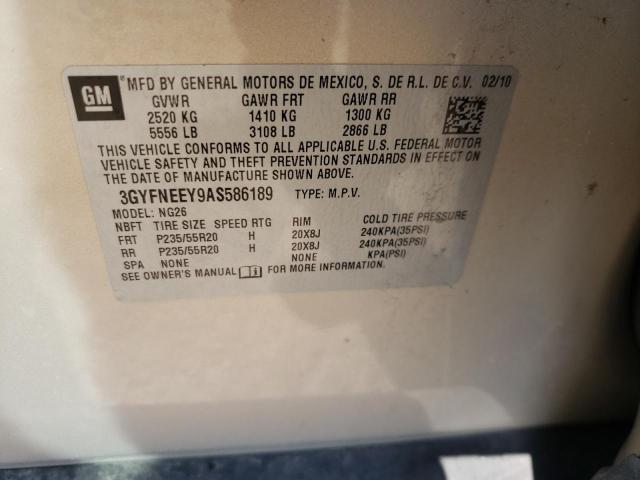 GM ® MFD BY GENERAL MOTORS DE MEXICO, S. DE R.L. DE C.V. 02/10
GVWR GAWR FRT GAWR RR
2520 KG 1410 KG 1300 KG
5556 LB 3108 LB 2866 LB
THIS VEHICLE CONFORMS TO ALL APPLICABLE U.S. FEDERAL MOTOR
VEHICLE SAFETY AND THEFT PREVENTION STANDARDS IN EFFECT ON
THE DATE OF MANUFACTURE SHOWN ABOVE.
3GYFNEEY9AS586189 TYPE: M.P.V.
MODEL: NG26
NBFT TIRE SIZE SPEED RTG RIM COLD TIRE PRESSURE
FRT P235/55R20 H 20X8J 240KPA(35PSI)
RR P235/55R20 H 20X8J 240KPA(35PSI)
SPA NONE NONE KPA(PSI)
SEE OWNER'S MANUAL i FOR MORE INFORMATION.